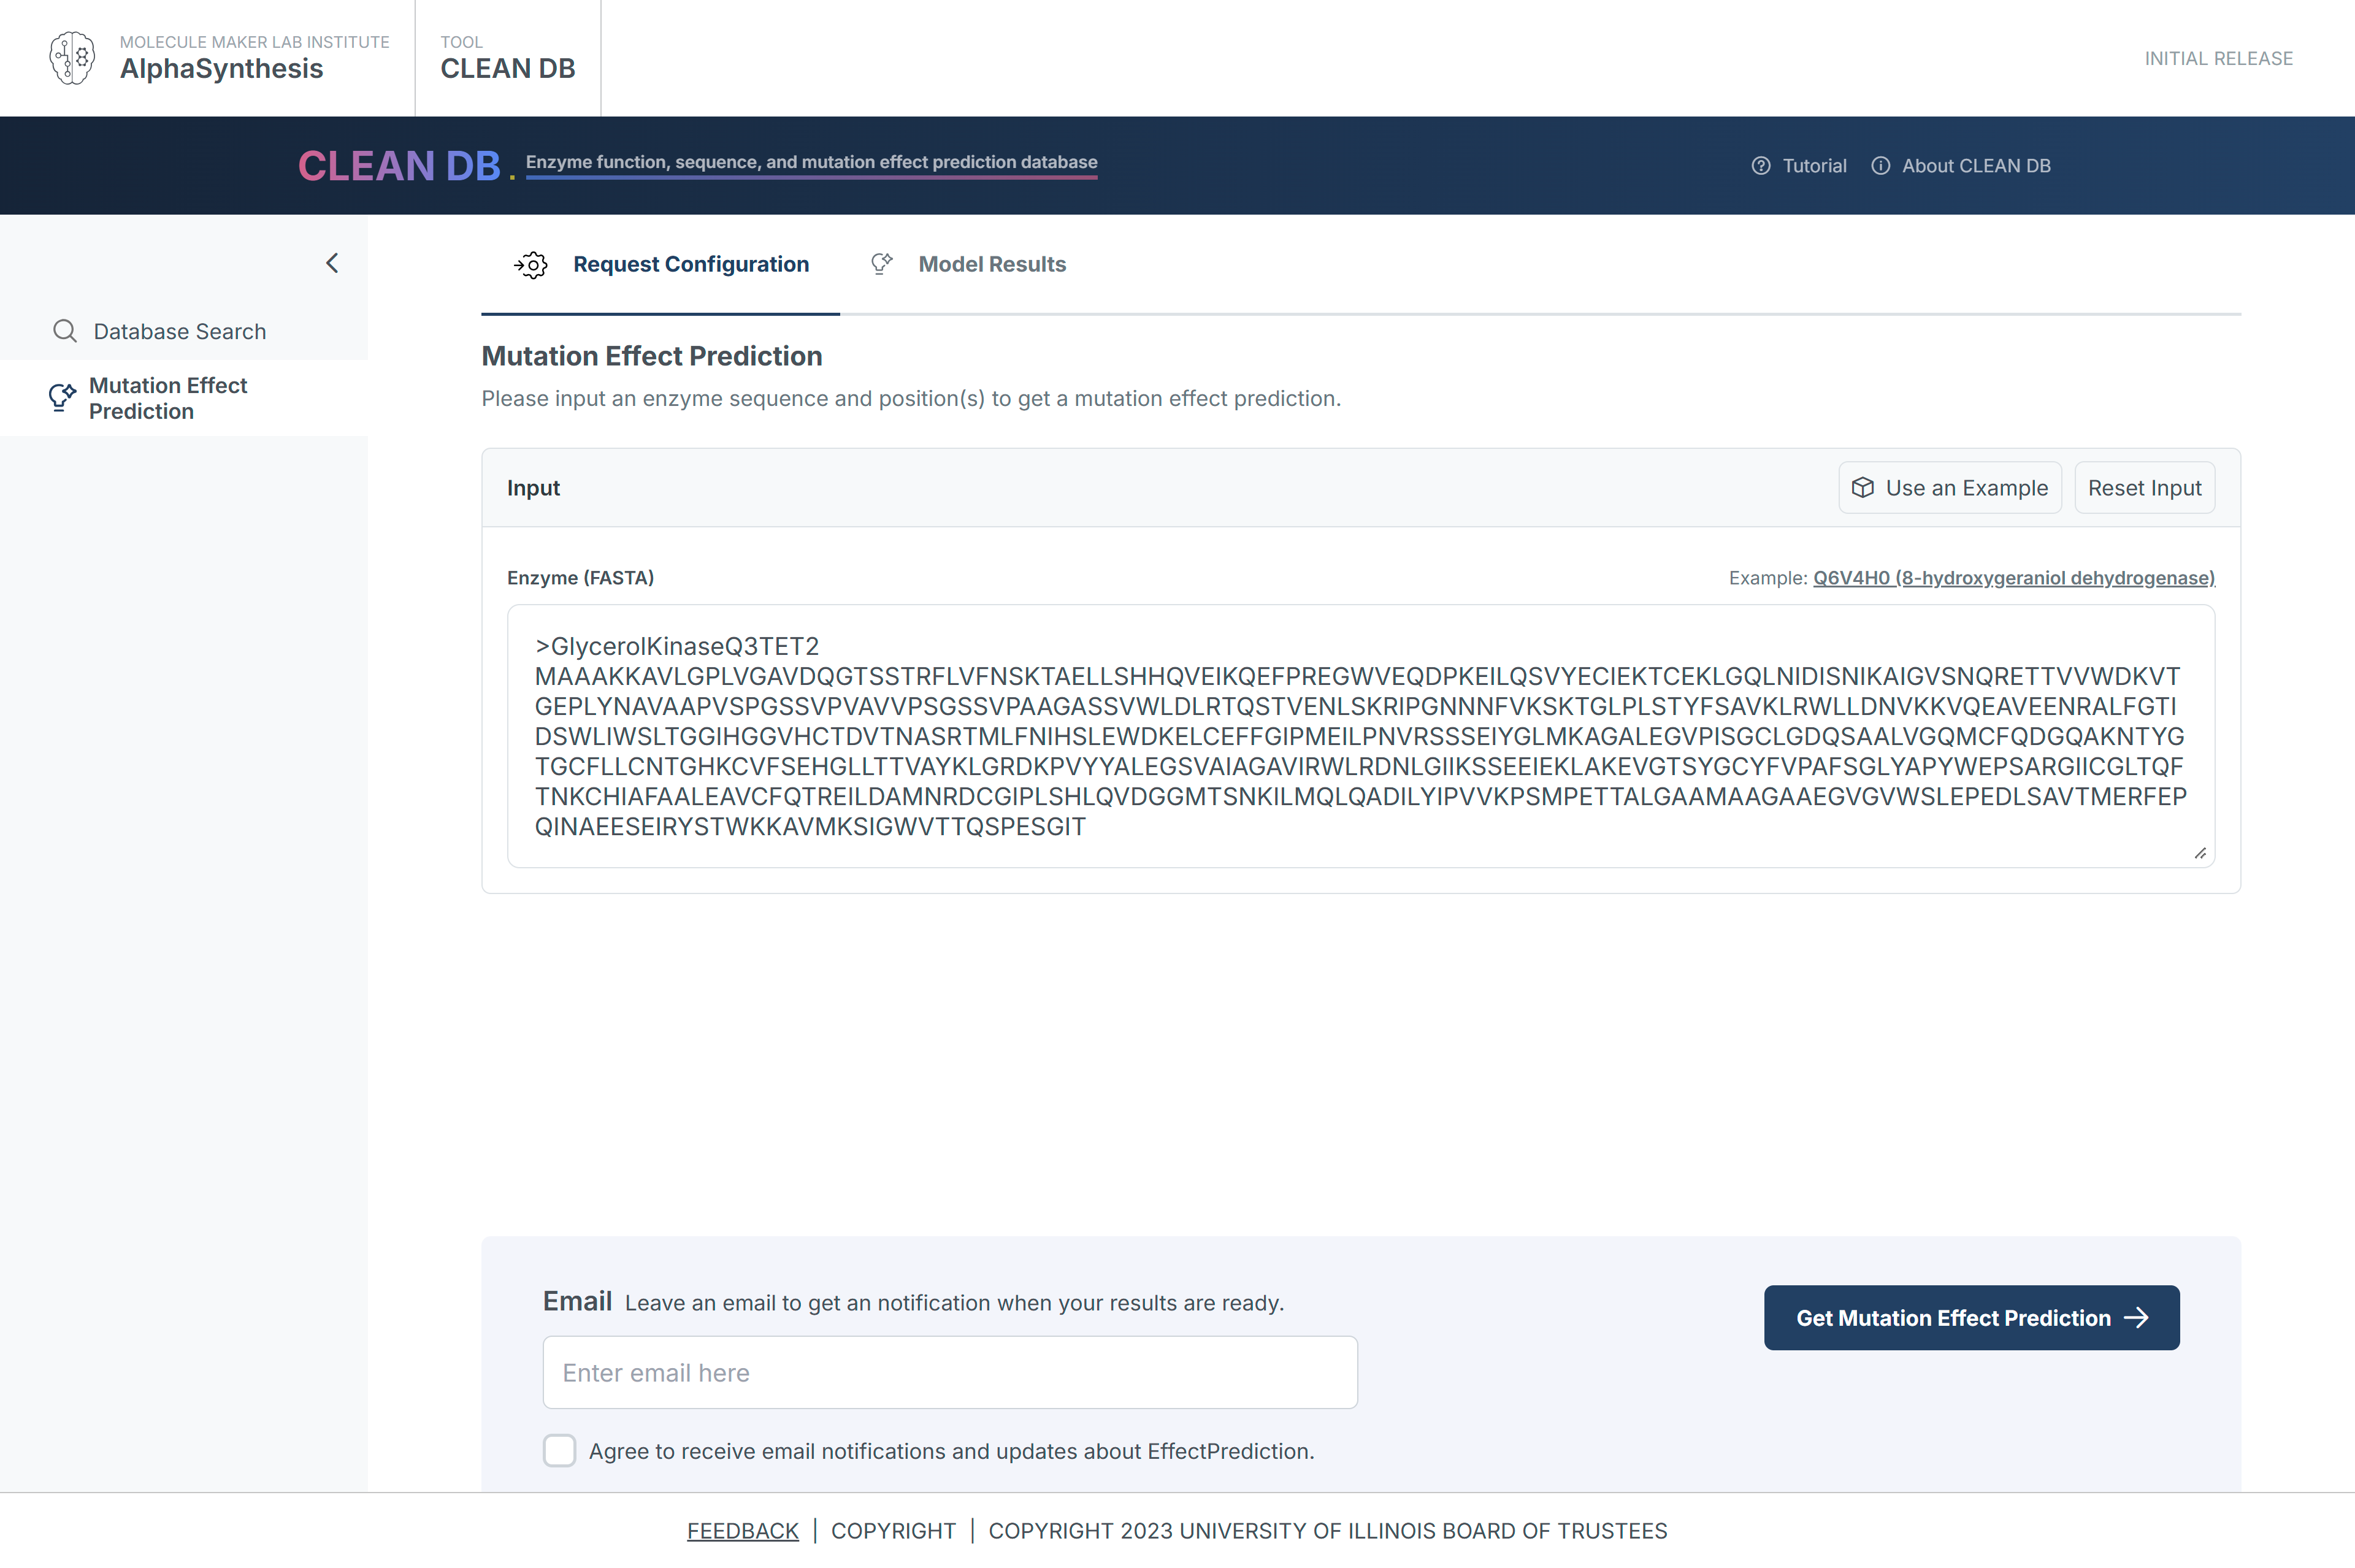 MOLECULE MAKER LAB INSTITUTE
AlphaSynthesis
TOOL
CLEAN DB
INITIAL RELEASE
CLEAN DB.
Enzyme function, sequence, and mutation effect prediction database
Tutorial
About CLEAN DB
Database Search
Mutation Effect
Prediction
Request Configuration
Model Results
Mutation Effect Prediction
Please input an enzyme sequence and position(s) to get a mutation effect prediction.
Input
Use an Example
Reset Input
Enzyme (FASTA)
Example: Q6V4H0 (8-hydroxygeraniol dehydrogenase)
>GlycerolKinaseQ3TET2
MAAAKKAVLGPLVGAVDQGTSSTRFLVFNSKTAELLSHHQVEIKQEFPREGWVEQDPKEILQSVYECIEKTCEKLGQLNIDISNIKAIGVSNQRETTVVWDKVT
GEPLYNAVAAPVSPGSSVPVAVVPSGSSVPAAGASSVWLDLRTQSTVENLSKRIPGNNNFVKSKTGLPLSTYFSAVKLRWLLDNVKKVQEAVEENRALFGTI
DSWLIWSLTGGIHGGVHCTDVTNASRTMLFNIHSLEWDKELCEFFGIPMEILPNVRSSSEIYGLMKAGALEGVPISGCLGDQSAALVGQMCFQDGQAKNTYG
TGCFLLCNTGHKCVFSEHGLLTTVAYKLGRDKPVYYALEGSVAIAGAVIRWLRDNLGIIKSSEEIEKLAKEVGTSYGCYFVPAFSGLYAPYWEPSARGIICGLTQF
TNKCHIAFAALEAVCFQTREILDAMNRDCGIPLSHLQVDGGMTSNKILMQLQADILYIPVVKPSMPETTALGAAMAAGAAEGVGVWSLEPEDLSAVTMERFEP
QINAEESEIRYSTWKKAVMKSIGWVTTQSPESGIT
Email Leave an email to get an notification when your results are ready.
Enter email here
Get Mutation Effect Prediction
Agree to receive email notifications and updates about EffectPrediction.
FEEDBACK | COPYRIGHT | COPYRIGHT 2023 UNIVERSITY OF ILLINOIS BOARD OF TRUSTEES